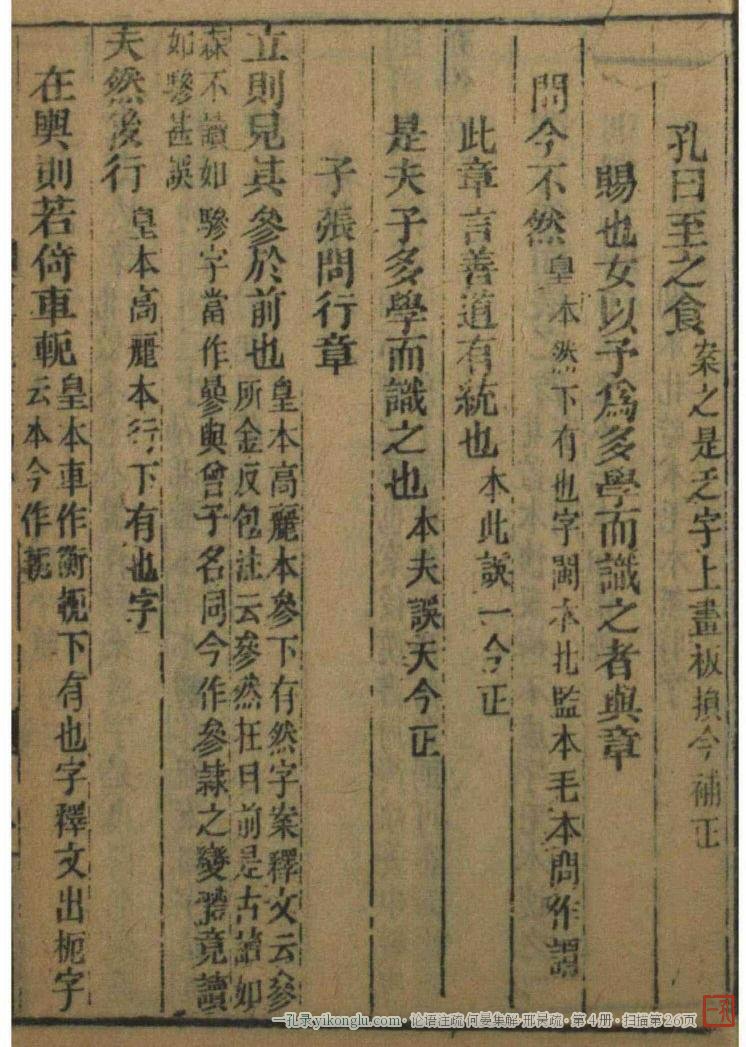 孔曰至之食案之是乏字上畫板損今補正
賜也女以予爲多學而識之者與章
問今不然皇本然下有也字閩本北監本毛本問作謂
此章言善道有統也本此誤一今正
是夫子多學而識之也本夫誤天今正
子張問行章
立則見其參於前也皇本高麗本參下有然字案釋文云參
所金反包注云參然在目前是古讀如
驂字當作曑與曾子名同今作參隸之變體竟讀
森不讀如
如驂甚誤
夫然後行皇本高麗本行下有也字
在輿則若倚車軛皇本車作衡軛下有也字釋文出枙字
云本今作軛
一孔录yikonglu.com·论语注疏·何晏集解·邢昺疏·第4册·扫描第26页